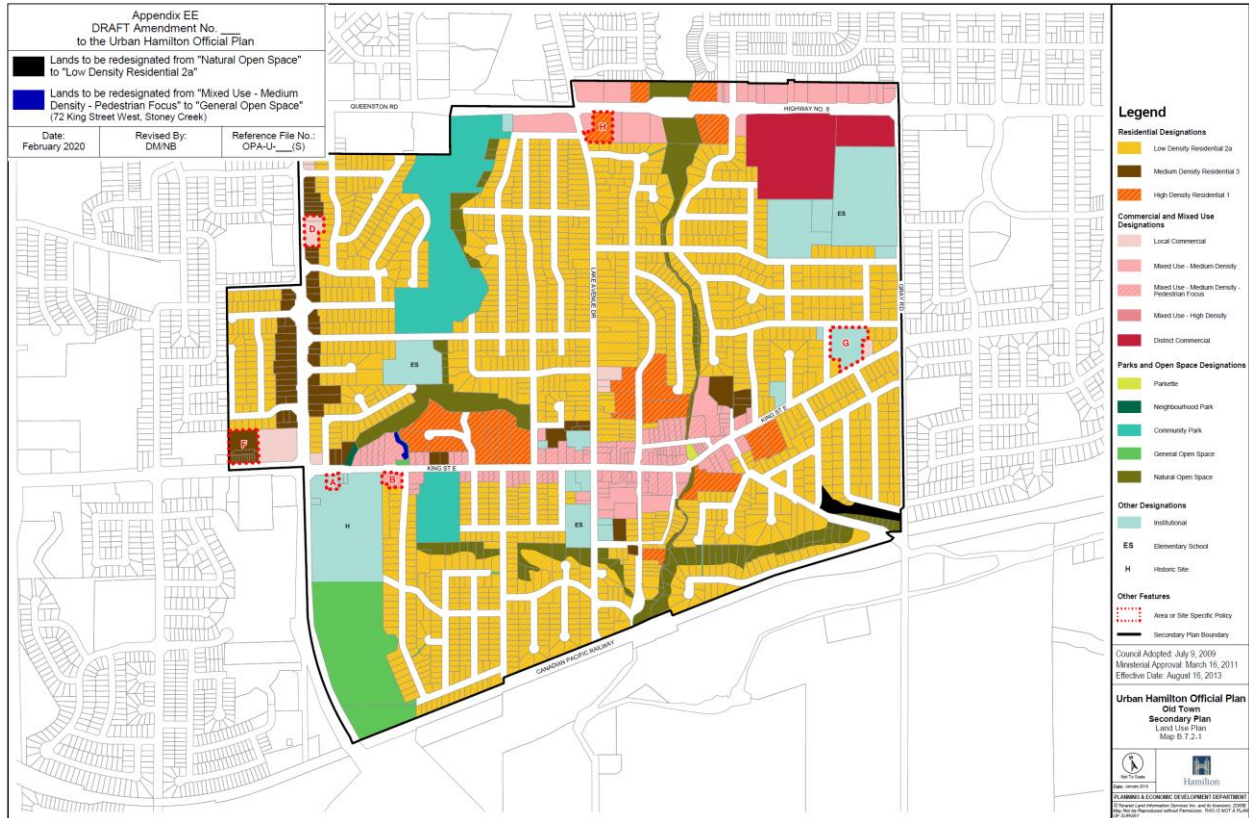 Appendix EE
DRAFT Amendment No. ___
to the Urban Hamilton Official Plan
Lands to be redesignated from "Natural Open Space"
to "Low Density Residential 2a"
Lands to be redesignated from "Mixed Use - Medium
Density - Pedestrian Focus" to "General Open Space"
(72 King Street West, Stoney Creek)
Date:
February 2020
Revised By:
DM/NB
Reference File No.:
OPA-U-___(S)
QUEENSTON RD
HIGHWAY NO. 8
H
D
ES
LAKE AVENUE DR
GRAY RD
G
ES
KING ST E
F
KING ST E
A
B
H
ES
CANADIAN PACIFIC RAILWAY
Legend
Residential Designations
Low Density Residential 2a
Medium Density Residential 3
High Density Residential 1
Commercial and Mixed Use
Designations
Local Commercial
Mixed Use - Medium Density
Mixed Use - Medium Density -
Pedestrian Focus
Mixed Use - High Density
District Commercial
Parks and Open Space Designations
Parkette
Neighbourhood Park
Community Park
General Open Space
Natural Open Space
Other Designations
Institutional
ES Elementary School
H Historic Site
Other Features
Area or Site Specific Policy
Secondary Plan Boundary
Council Adopted: July 9, 2009
Ministerial Approval: March 16, 2011
Effective Date: August 16, 2013
Urban Hamilton Official Plan
Old Town
Secondary Plan
Land Use Plan
Map B.7.2-1
Not To Scale
Hamilton
PLANNING & ECONOMIC DEVELOPMENT DEPARTMENT